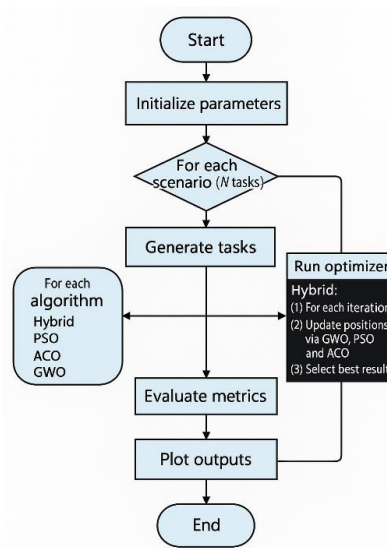 Start
Initialize parameters
For each
scenario (N tasks)
Generate tasks
For each
algorithm
Hybrid
PSO
ACO
GWO
Run optimizer
Hybrid:
(1) For each iteration
(2) Update positions
via GWO, PSO
and ACO
(3) Select best result
Evaluate metrics
Plot outputs
End